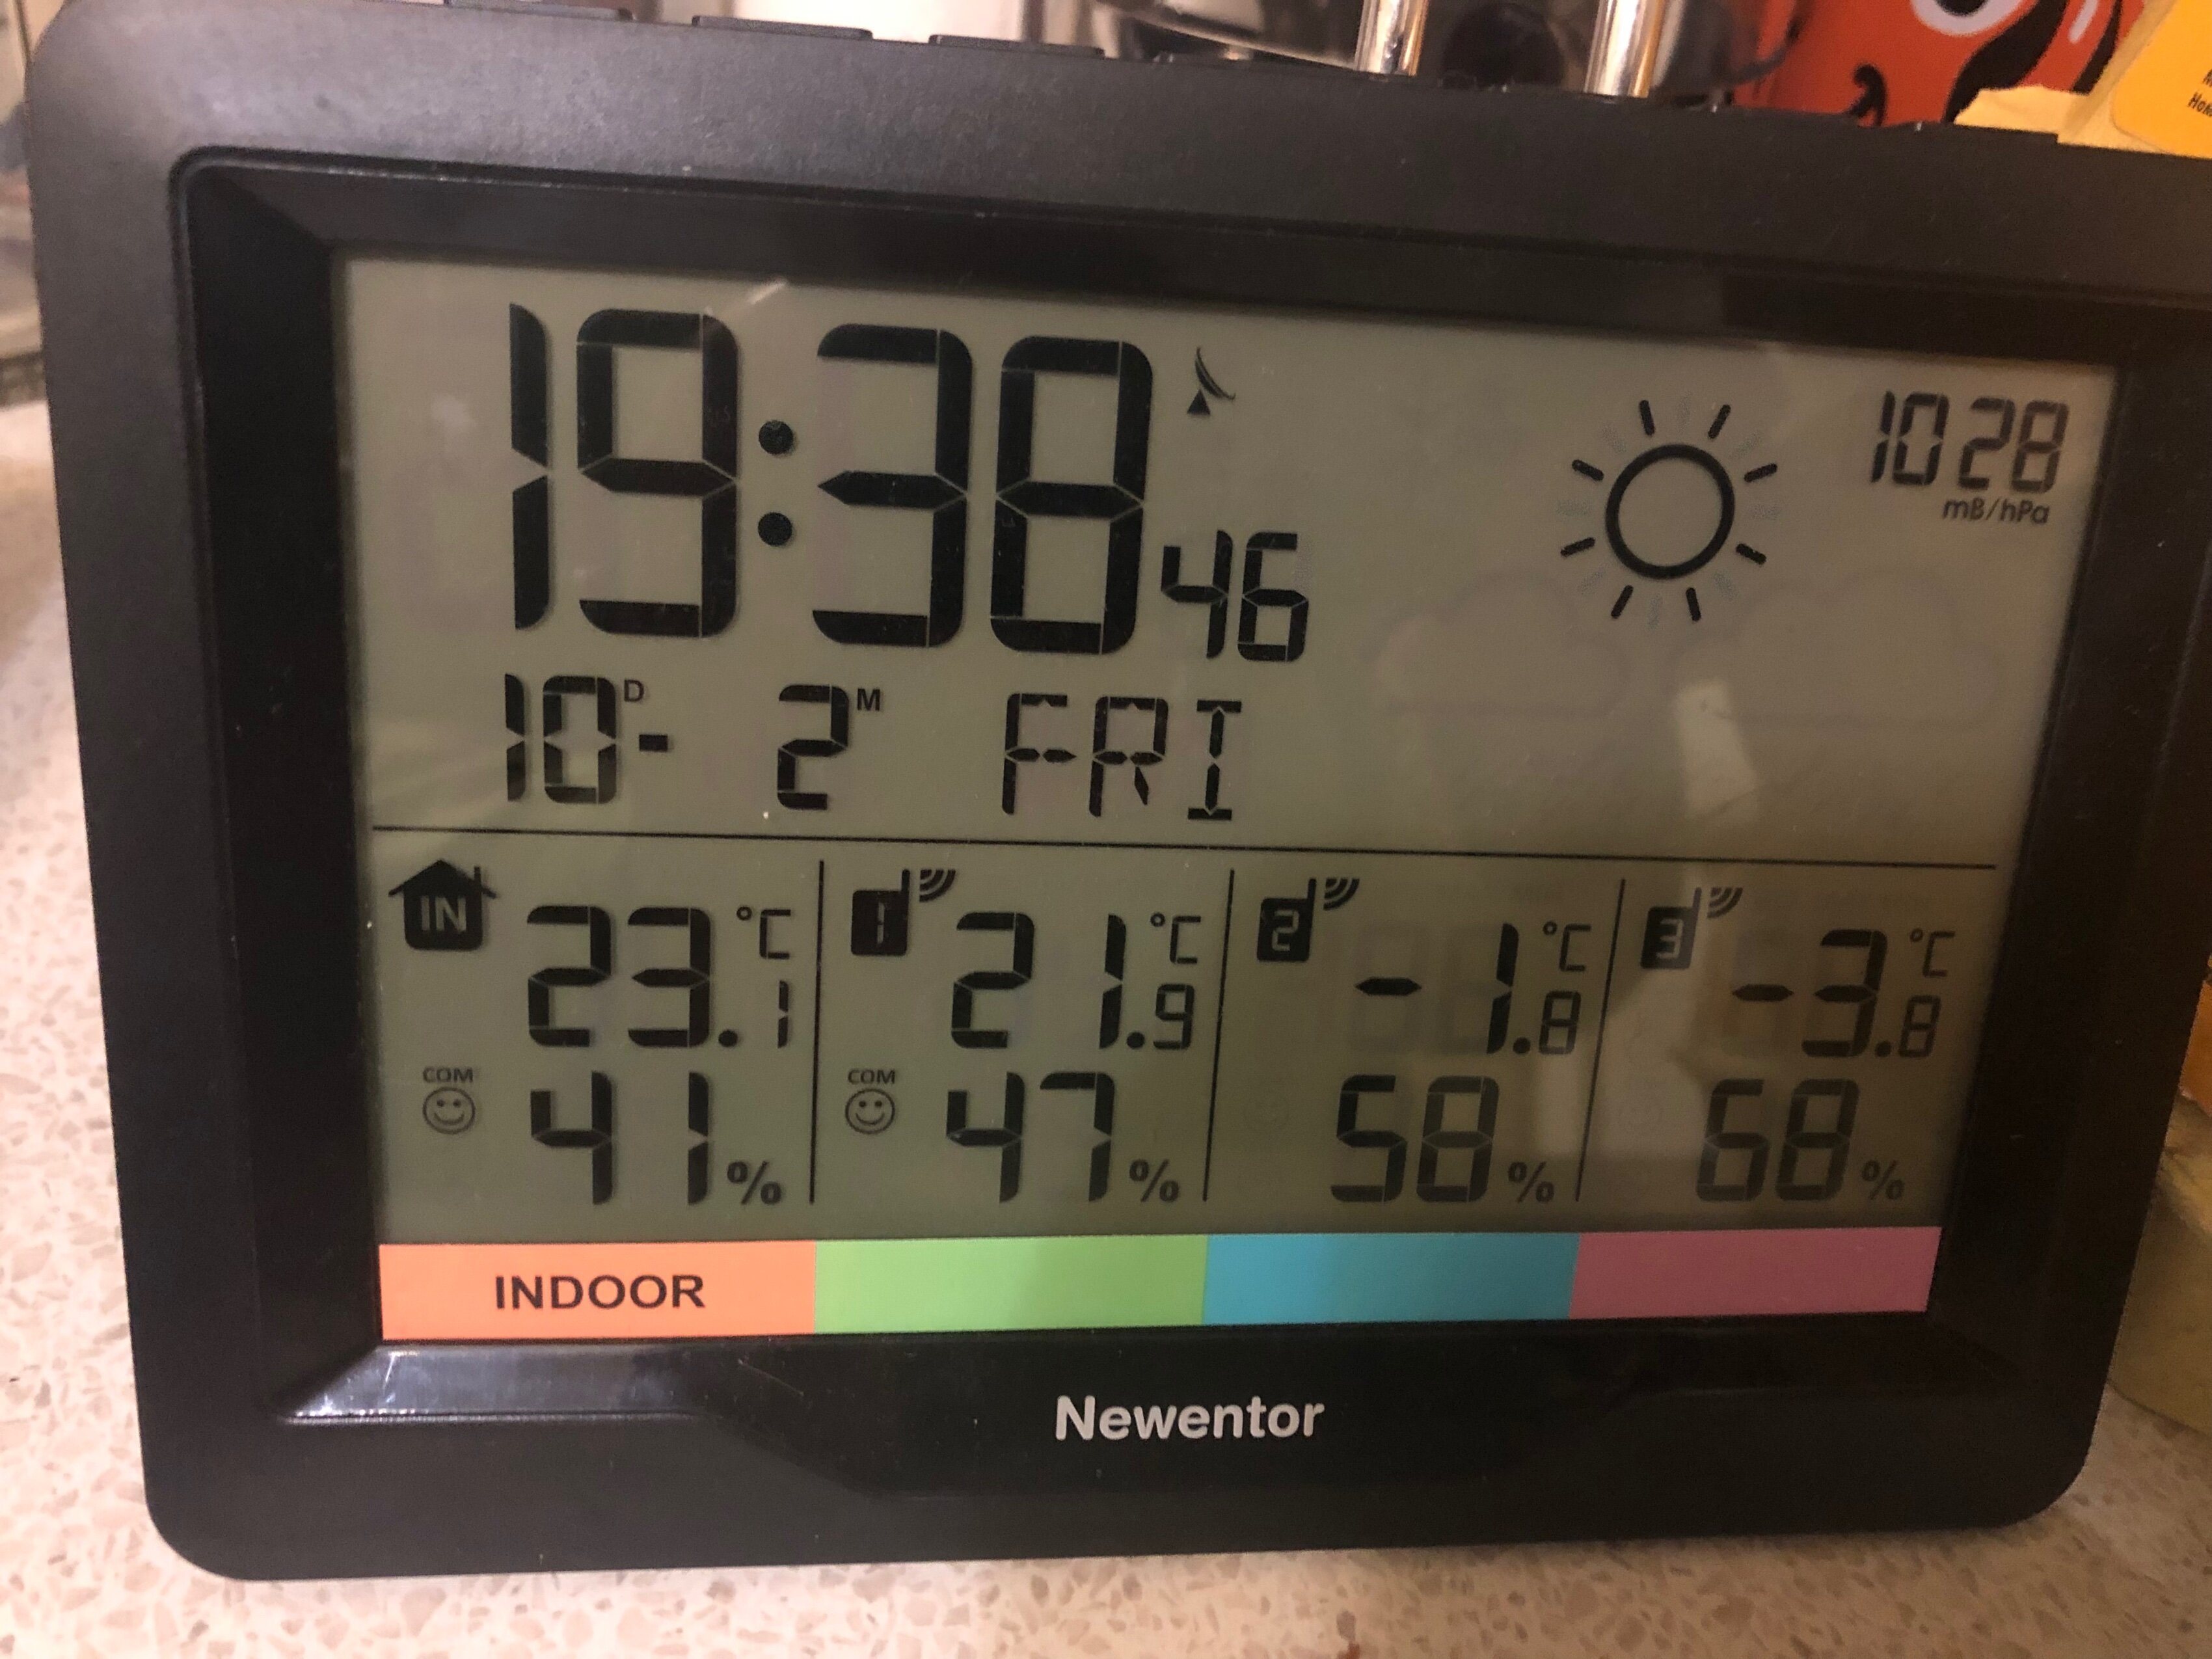 19:38 46
1028
mB/hPa
10D- 2M FRI
IN 23.1 °C
1 21.9 °C
2 -1.8 °C
3 -3.8 °C
COM 41%
COM 47%
58%
68%
INDOOR
Newentor